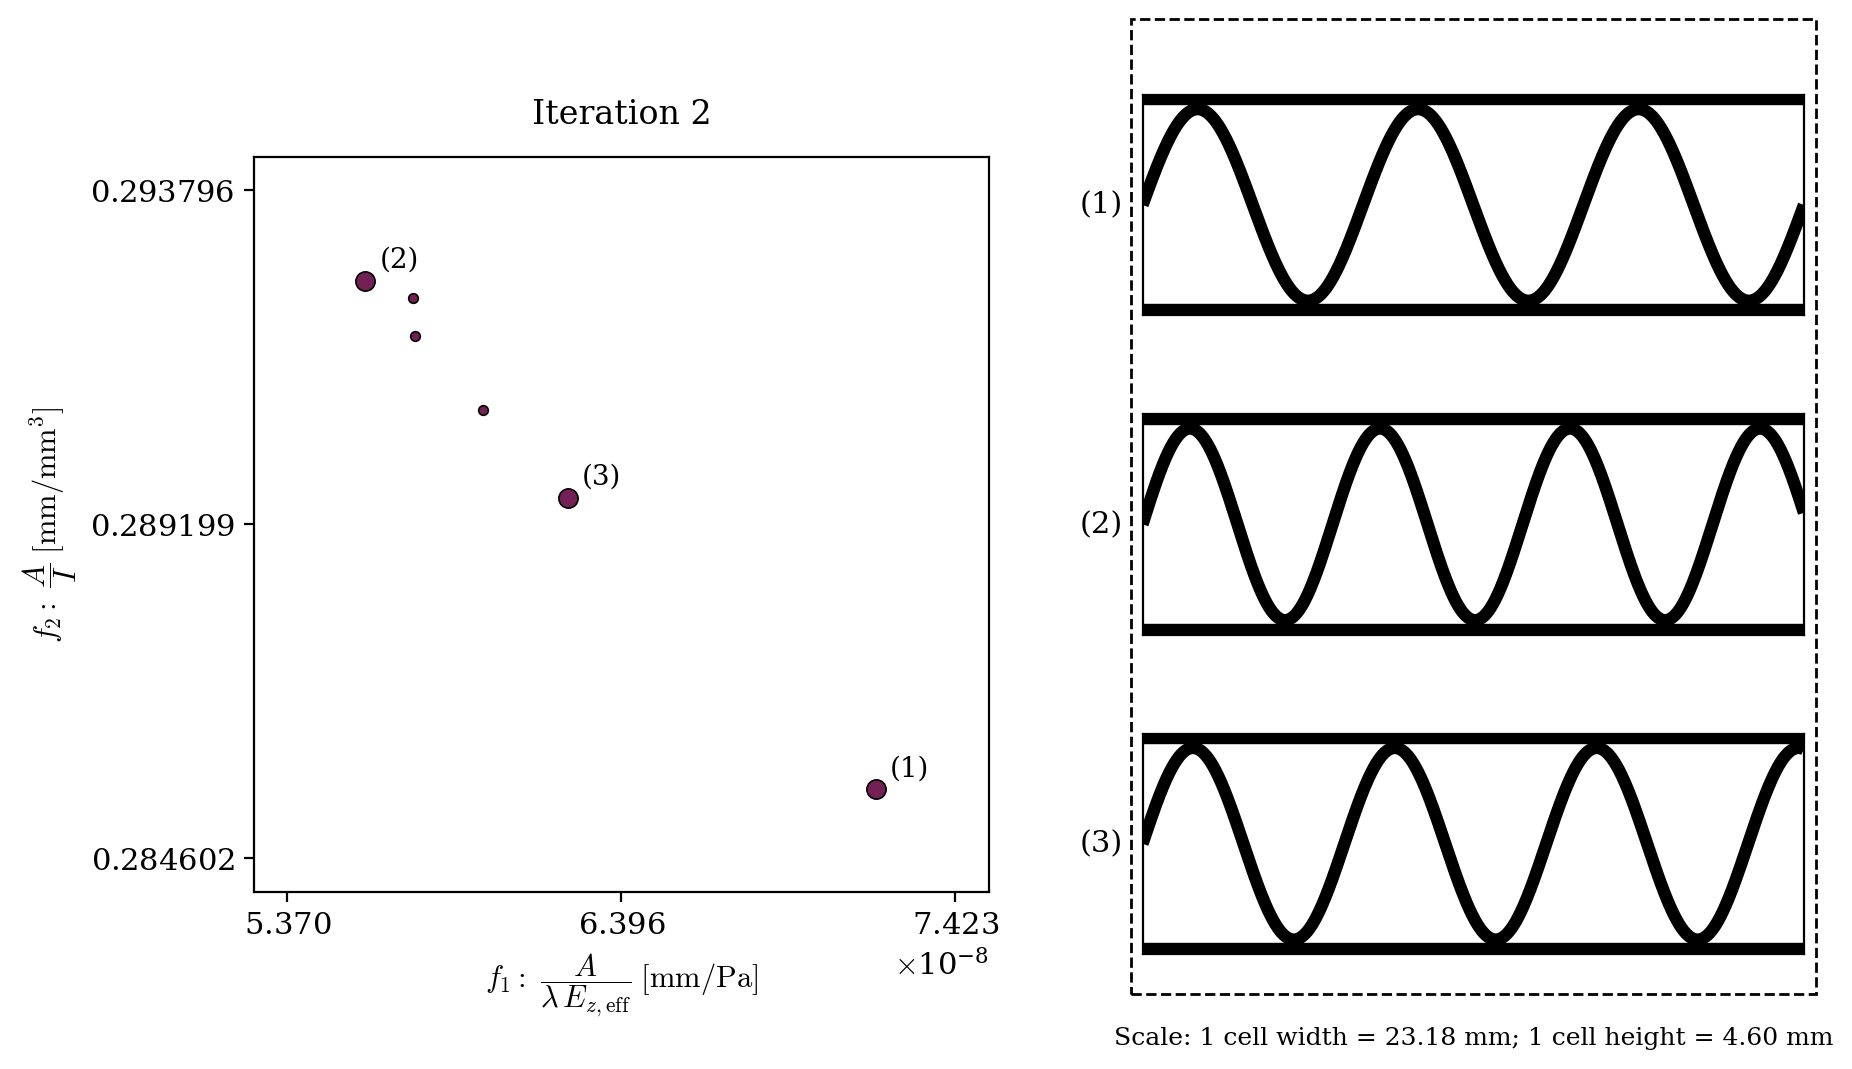 Iteration 2
0.293796
0.289199
0.284602
f₂ : A/I [mm/mm³]
(2)
(3)
(1)
5.370 6.396 7.423
×10⁻⁸
f₁ : A/(λ E_z,eff) [mm/Pa]
(1)
(2)
(3)
Scale: 1 cell width = 23.18 mm; 1 cell height = 4.60 mm